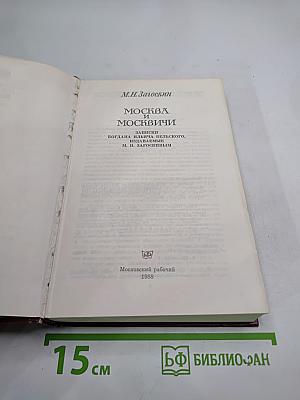 М. Н. Загоскин
МОСКВА
И
МОСКВИЧИ
ЗАПИСКИ
БОГДАНА ИЛЬИЧА БЕЛЬСКОГО,
ИЗДАВАЕМЫЕ
М. Н. ЗАГОСКИНЫМ
Московский рабочий
1988
15 см
БФ БИБЛИОФАН